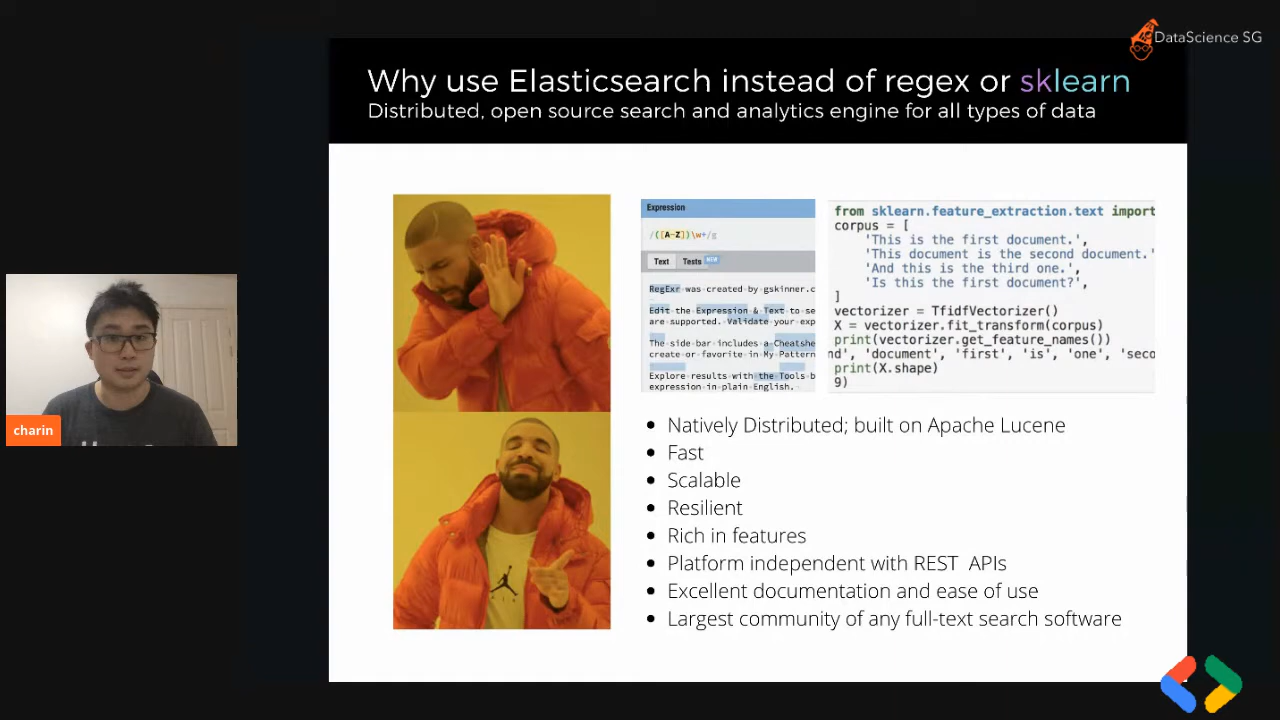 DataScience SG
Why use Elasticsearch instead of regex or sklearn
Distributed, open source search and analytics engine for all types of data
Expression
/([A-Z])\w+/g
Text Tests NEW
RegExr was created by gskinner.c
Edit the Expression & Text to se
are supported. Validate your exp
The side-bar includes a Cheatshe
create or favorite in My Pattern
Explore results with the Tools b
expression in plain English.
from sklearn.feature_extraction.text import
corpus = [
'This is the first document.',
'This document is the second document.'
'And this is the third one.',
'Is this the first document?',
]
vectorizer = TfidfVectorizer()
X = vectorizer.fit_transform(corpus)
print(vectorizer.get_feature_names())
nd', 'document', 'first', 'is', 'one', 'seco
print(X.shape)
9)
charin
• Natively Distributed; built on Apache Lucene
• Fast
• Scalable
• Resilient
• Rich in features
• Platform independent with REST APIs
• Excellent documentation and ease of use
• Largest community of any full-text search software